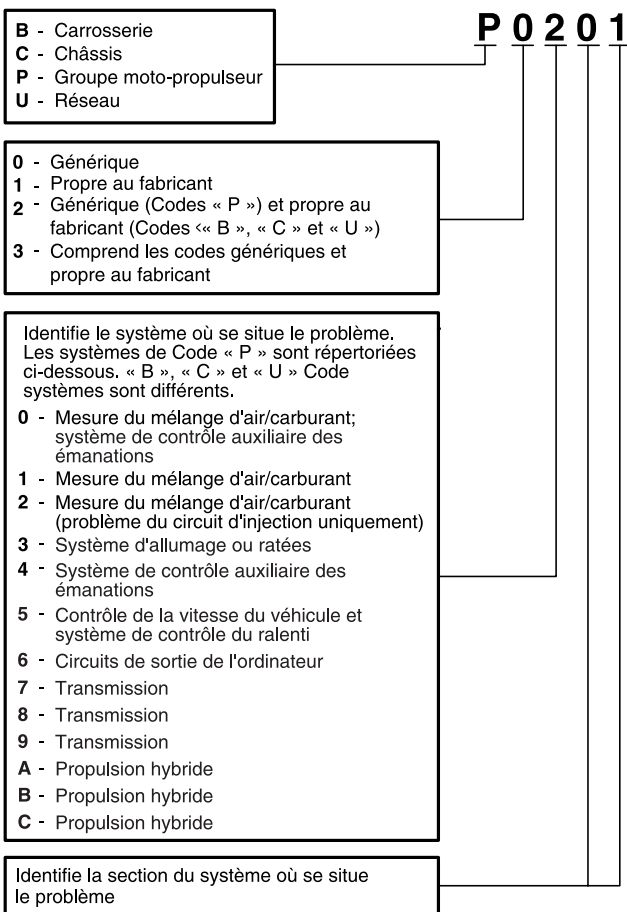 P 0 2 0 1
B - Carrosserie
C - Châssis
P - Groupe moto-propulseur
U - Réseau
0 - Générique
1 - Propre au fabricant
2 - Générique (Codes « P ») et propre au
fabricant (Codes « B », « C » et « U »)
3 - Comprend les codes génériques et
propre au fabricant
Identifie le système où se situe le problème.
Les systèmes de Code « P » sont répertoriées
ci-dessous. « B », « C » et « U » Code
systèmes sont différents.
0 - Mesure du mélange d'air/carburant;
système de contrôle auxiliaire des
émanations
1 - Mesure du mélange d'air/carburant
2 - Mesure du mélange d'air/carburant
(problème du circuit d'injection uniquement)
3 - Système d'allumage ou ratées
4 - Système de contrôle auxiliaire des
émanations
5 - Contrôle de la vitesse du véhicule et
système de contrôle du ralenti
6 - Circuits de sortie de l'ordinateur
7 - Transmission
8 - Transmission
9 - Transmission
A - Propulsion hybride
B - Propulsion hybride
C - Propulsion hybride
Identifie la section du système où se situe
le problème